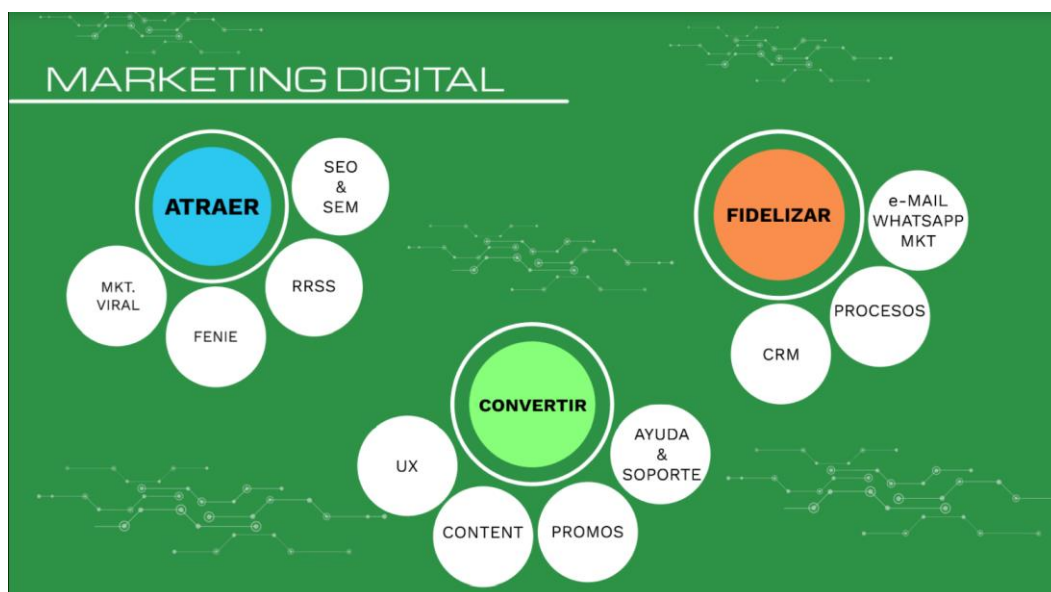 MARKETING DIGITAL
ATRAER
SEO
&
SEM
RRSS
FENIE
MKT.
VIRAL
CONVERTIR
UX
CONTENT
PROMOS
AYUDA
&
SOPORTE
FIDELIZAR
e-MAIL
WHATSAPP
MKT
PROCESOS
CRM